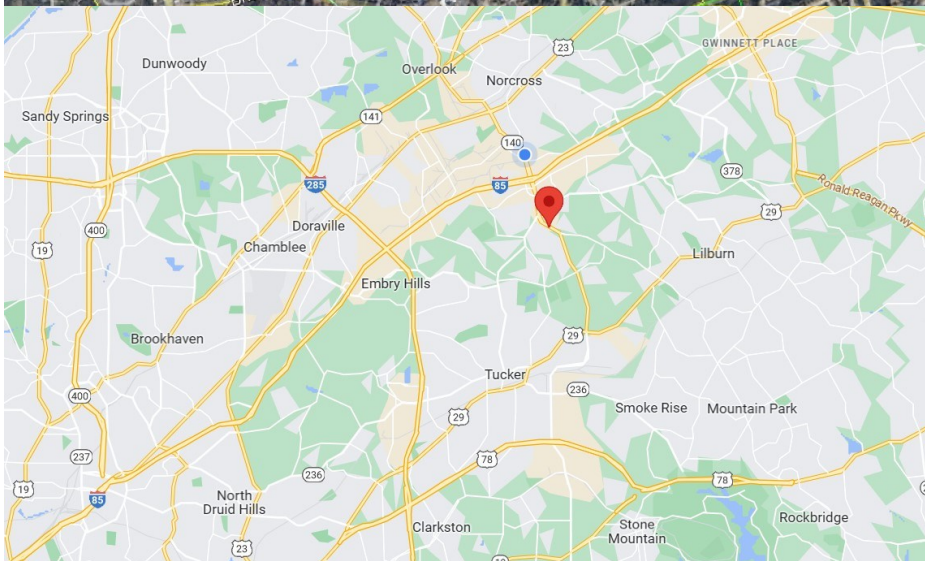 23
GWINNETT PLACE
Dunwoody
Overlook
Norcross
Sandy Springs
141
140
285
85
378
Ronald Reagan Pkwy
29
400
19
Doraville
Chamblee
Lilburn
Embry Hills
Brookhaven
29
Tucker
400
236
Smoke Rise
Mountain Park
29
237
78
236
78
19
85
North
Druid Hills
Clarkston
Stone
Mountain
Rockbridge
23
10